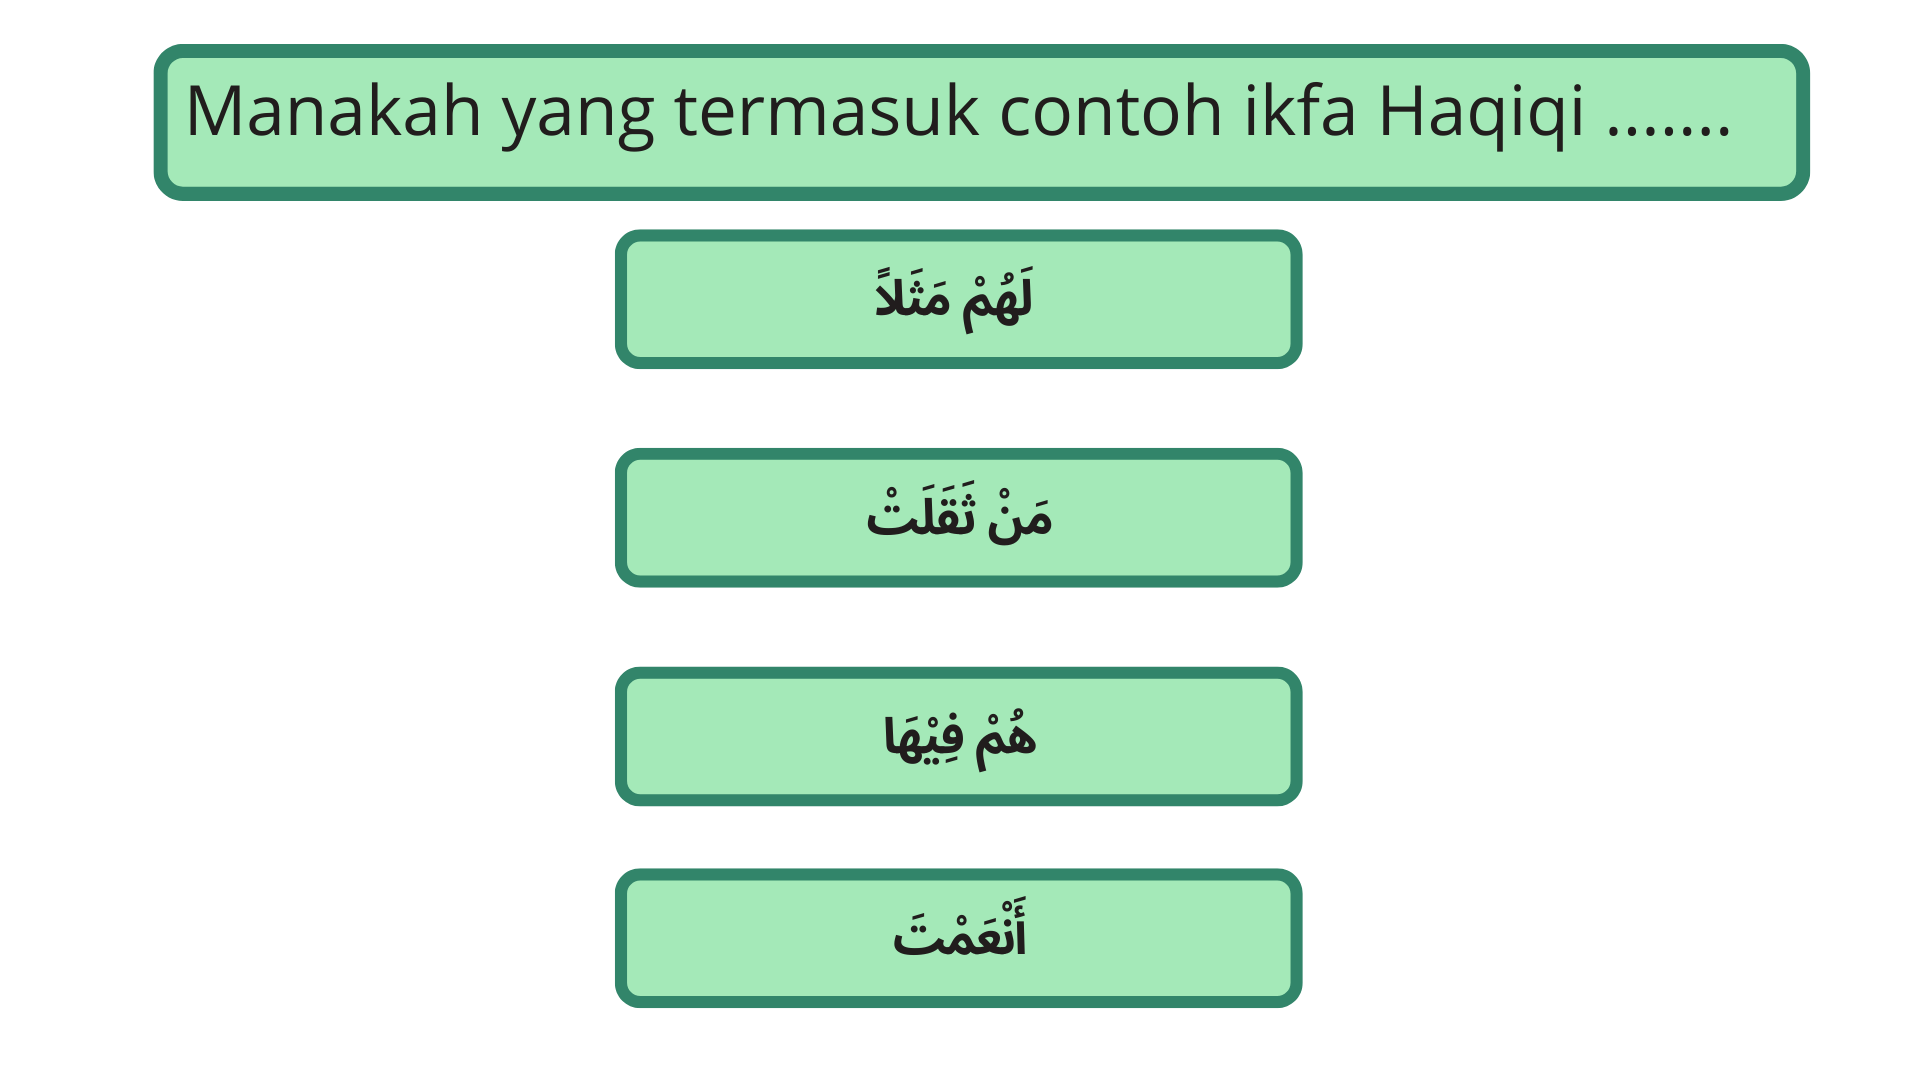 Manakah yang termasuk contoh ikfa Haqiqi .......
لَهُمْ مَثَلاً
مَنْ ثَقَلَتْ
هُمْ فِيْهَا
أَنْعَمْتَ